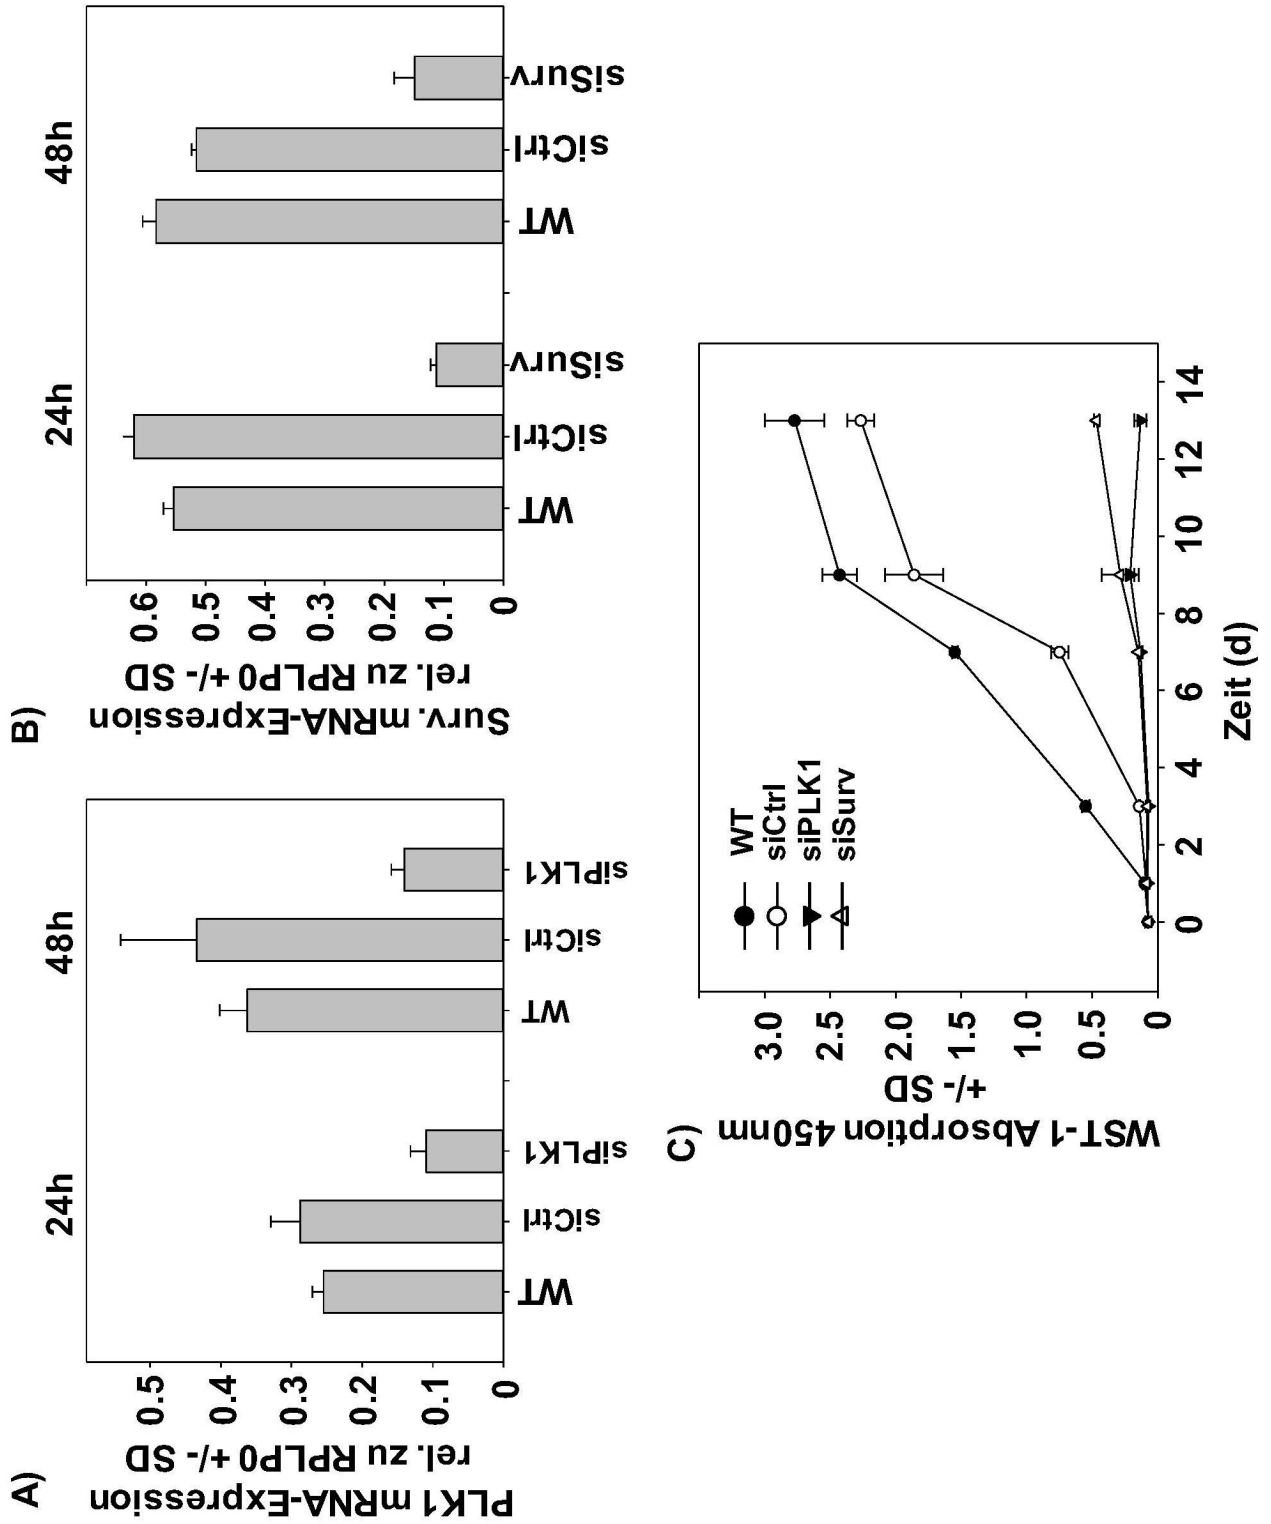 A)
PLK1 mRNA-Expression
rel. zu RPLP0 +/- SD
0.5
0.4
0.3
0.2
0.1
0
24h
48h
WT
siCtrl
siPLK1
WT
siCtrl
siPLK1
B)
Surv. mRNA-Expression
rel. zu RPLP0 +/- SD
0.6
0.5
0.4
0.3
0.2
0.1
0
24h
48h
WT
siCtrl
siSurv
WT
siCtrl
siSurv
C)
WST-1 Absorption 450nm
+/- SD
3.0
2.5
2.0
1.5
1.0
0.5
0
WT
siCtrl
siPLK1
siSurv
0 2 4 6 8 10 12 14
Zeit (d)